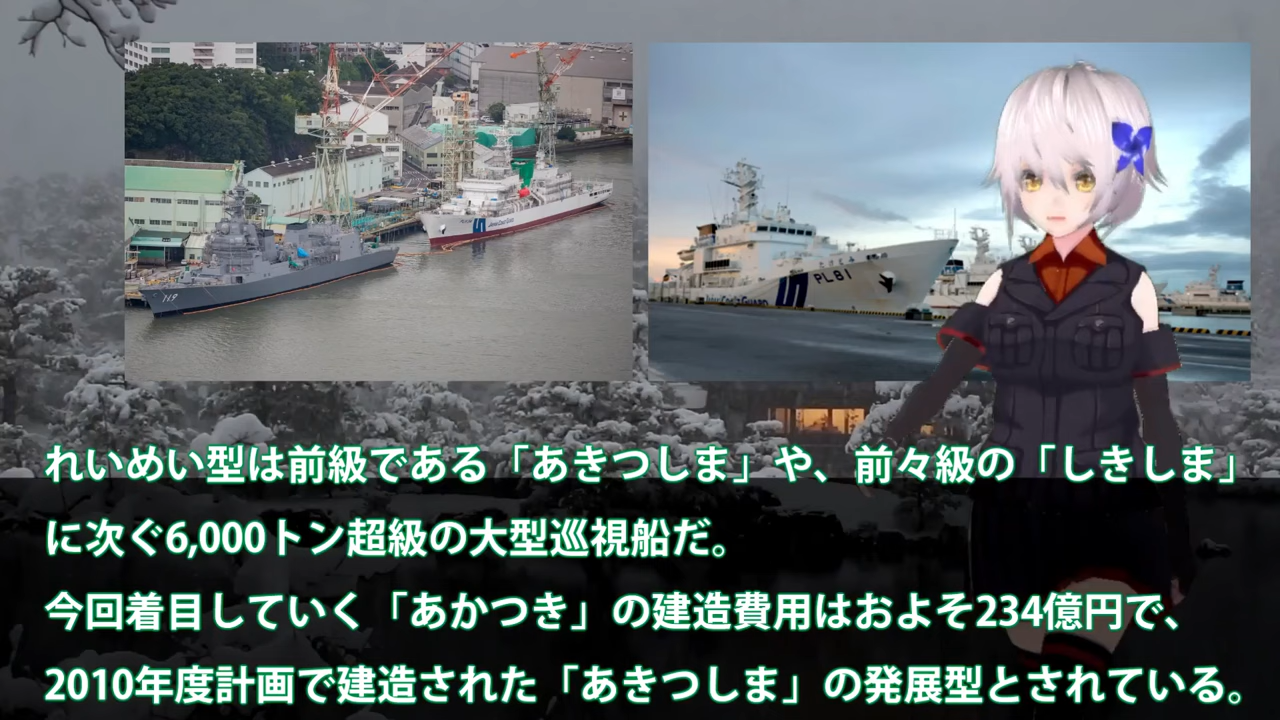 119
Japan Coast Guard
PL81
れいめい型は前級である「あきつしま」や、前々級の「しきしま」
に次ぐ6,000トン超級の大型巡視船だ。
今回着目していく「あかつき」の建造費用はおよそ234億円で、
2010年度計画で建造された「あきつしま」の発展型とされている。